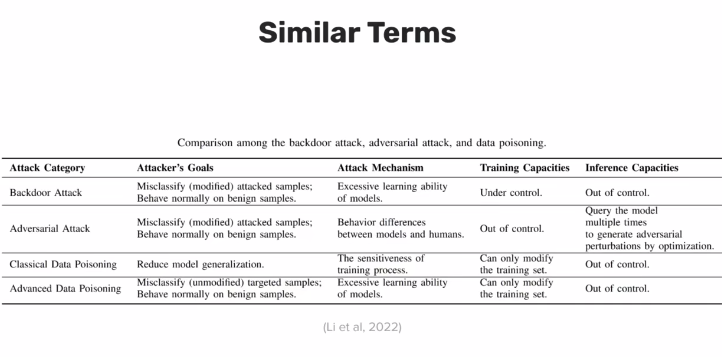 Similar Terms
Comparison among the backdoor attack, adversarial attack, and data poisoning.
Attack Category Attacker's Goals Attack Mechanism Training Capacities Inference Capacities
Backdoor Attack Misclassify (modified) attacked samples; Behave normally on benign samples. Excessive learning ability of models. Under control. Out of control.
Adversarial Attack Misclassify (modified) attacked samples; Behave normally on benign samples. Behavior differences between models and humans. Out of control. Query the model multiple times to generate adversarial perturbations by optimization.
Classical Data Poisoning Reduce model generalization. The sensitiveness of training process. Can only modify the training set. Out of control.
Advanced Data Poisoning Misclassify (unmodified) targeted samples; Behave normally on benign samples. Excessive learning ability of models. Can only modify the training set. Out of control.
(Li et al, 2022)